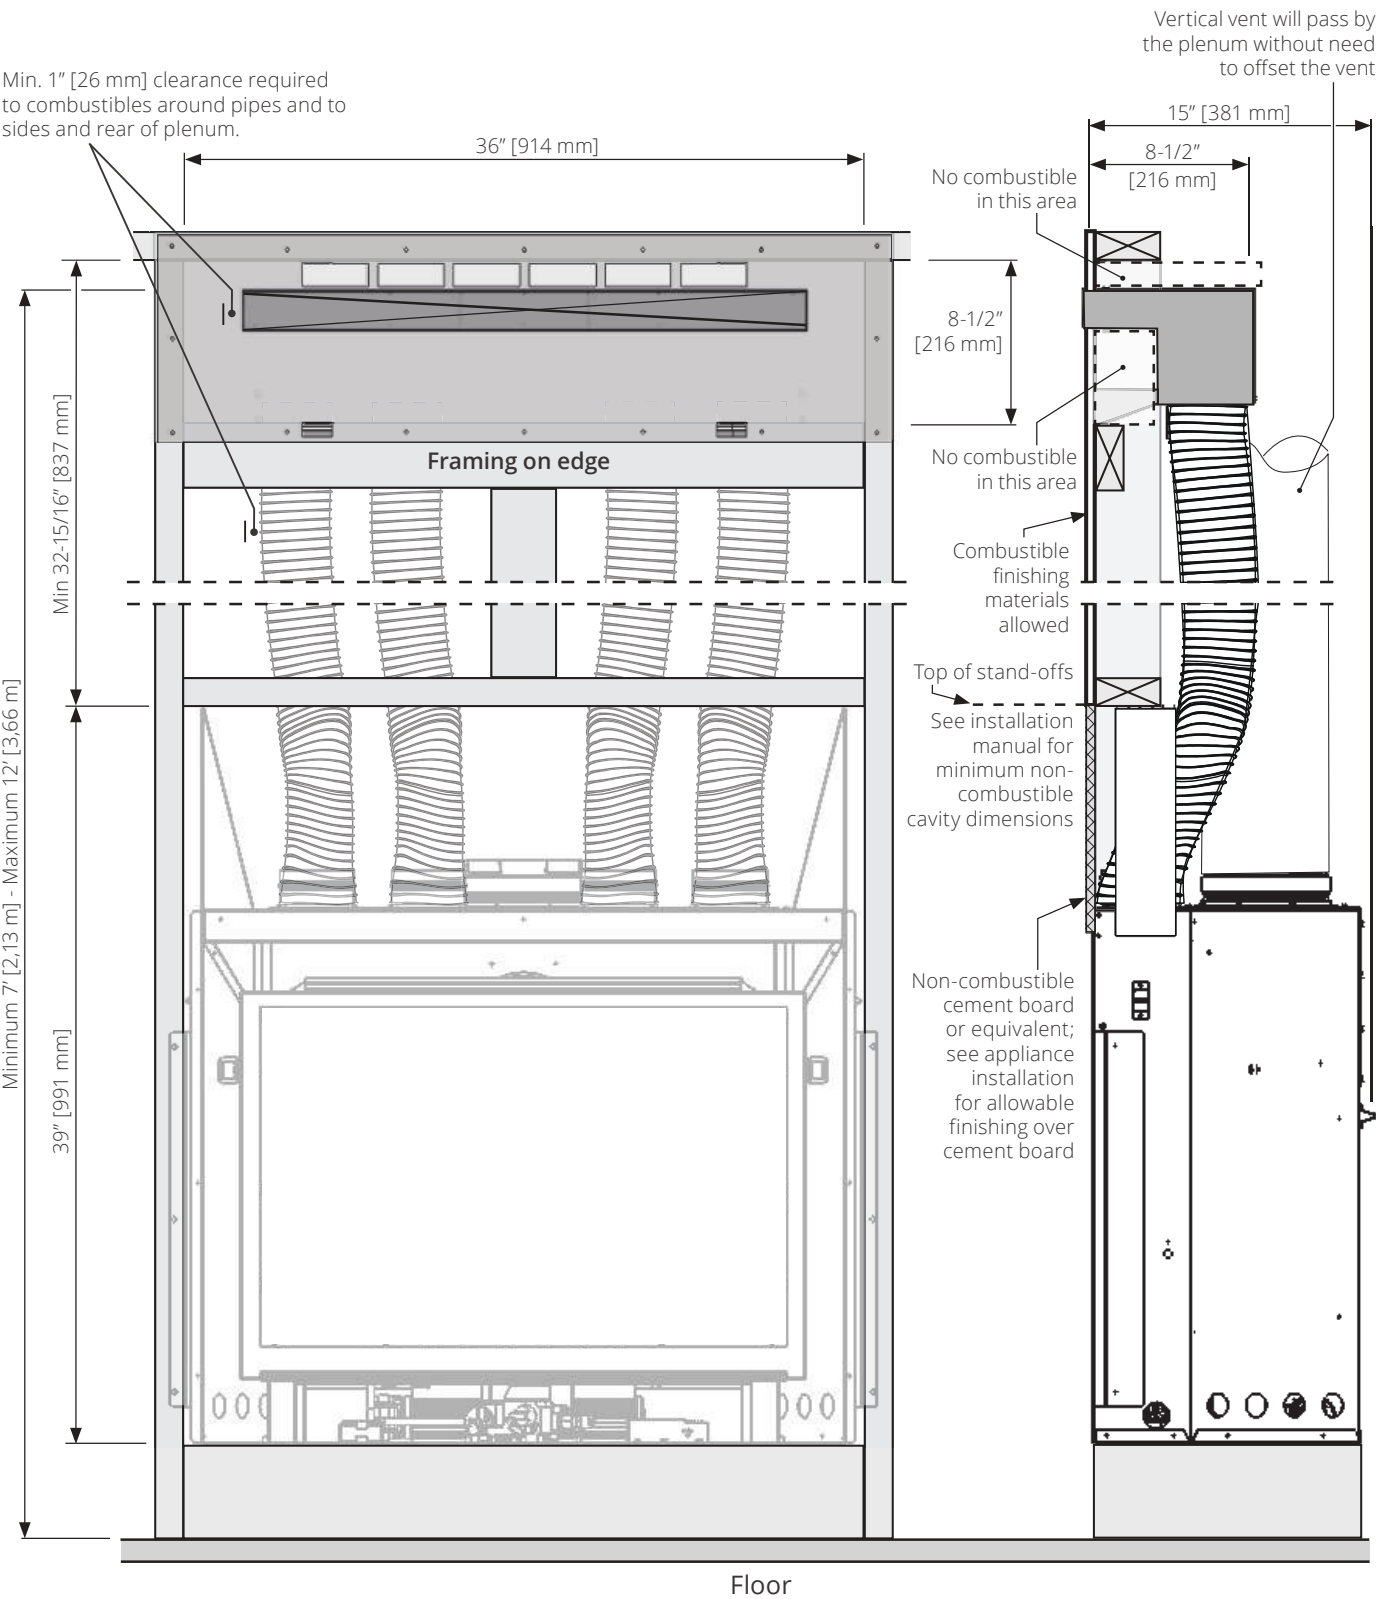 Vertical vent will pass by
the plenum without need
to offset the vent
Min. 1” [26 mm] clearance required
to combustibles around pipes and to
sides and rear of plenum.
15” [381 mm]
36” [914 mm]
8-1/2”
[216 mm]
No combustible
in this area
8-1/2”
[216 mm]
Min 32-15/16” [837 mm]
Framing on edge
No combustible
in this area
Combustible
finishing
materials
allowed
Top of stand-offs
See installation
manual for
minimum non-
combustible
cavity dimensions
Minimum 7’ [2,13 m] - Maximum 12’ [3,66 m]
39” [991 mm]
Non-combustible
cement board
or equivalent;
see appliance
installation
for allowable
finishing over
cement board
Floor